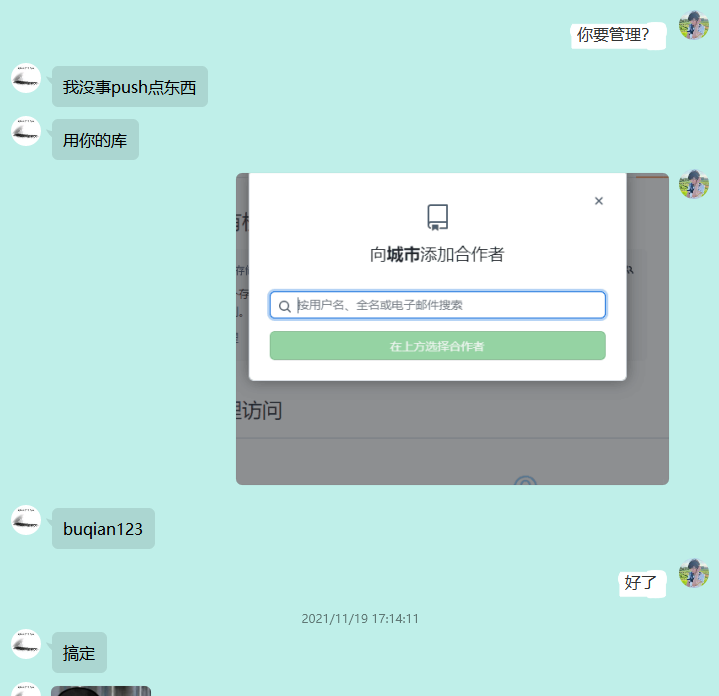 你要管理?
我没事push点东西
用你的库
向城市添加合作者
按用户名、全名或电子邮件搜索
在上方选择合作者
理访问
buqian123
好了
2021/11/19 17:14:11
搞定